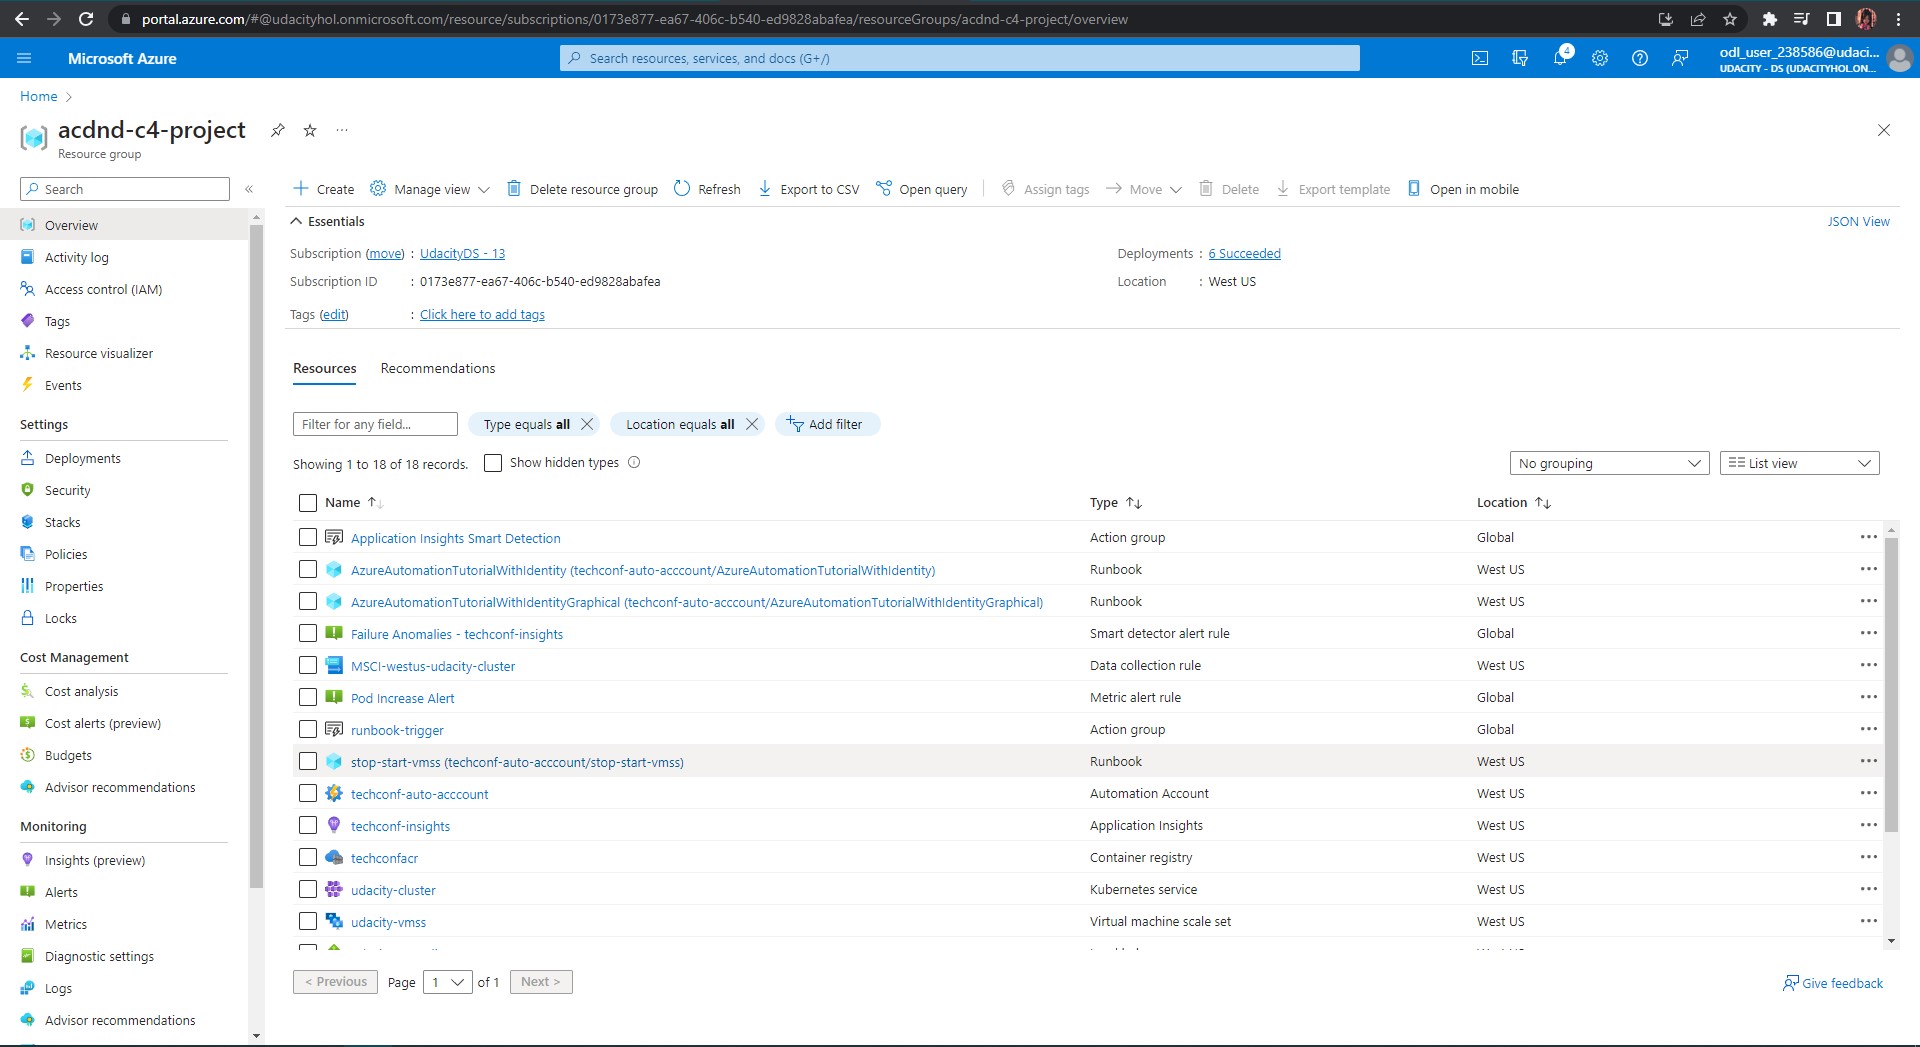 portal.azure.com/#@udacityhol.onmicrosoft.com/resource/subscriptions/0173e877-ea67-406c-b540-ed9828abafea/resourceGroups/acdnd-c4-project/overview
Microsoft Azure
Search resources, services, and docs (G+/)
4
odl_user_238586@udaci...
UDACITY - DS (UDACITYHOL.ON...
Home
acdnd-c4-project
Resource group
Search
Create
Manage view
Delete resource group
Refresh
Export to CSV
Open query
Assign tags
Move
Delete
Export template
Open in mobile
Overview
Activity log
Access control (IAM)
Tags
Resource visualizer
Events
Settings
Deployments
Security
Stacks
Policies
Properties
Locks
Cost Management
Cost analysis
Cost alerts (preview)
Budgets
Advisor recommendations
Monitoring
Insights (preview)
Alerts
Metrics
Diagnostic settings
Logs
Advisor recommendations
Essentials
JSON View
Subscription (move) : UdacityDS - 13
Subscription ID : 0173e877-ea67-406c-b540-ed9828abafea
Tags (edit) : Click here to add tags
Deployments : 6 Succeeded
Location : West US
Resources Recommendations
Filter for any field... Type equals all Location equals all Add filter
Showing 1 to 18 of 18 records. Show hidden types No grouping List view
Name Type Location
Application Insights Smart Detection Action group Global
AzureAutomationTutorialWithIdentity (techconf-auto-acccount/AzureAutomationTutorialWithIdentity) Runbook West US
AzureAutomationTutorialWithIdentityGraphical (techconf-auto-acccount/AzureAutomationTutorialWithIdentityGraphical) Runbook West US
Failure Anomalies - techconf-insights Smart detector alert rule Global
MSCI-westus-udacity-cluster Data collection rule West US
Pod Increase Alert Metric alert rule Global
runbook-trigger Action group Global
stop-start-vmss (techconf-auto-acccount/stop-start-vmss) Runbook West US
techconf-auto-acccount Automation Account West US
techconf-insights Application Insights West US
techconfacr Container registry West US
udacity-cluster Kubernetes service West US
udacity-vmss Virtual machine scale set West US
< Previous Page 1 of 1 Next >
Give feedback